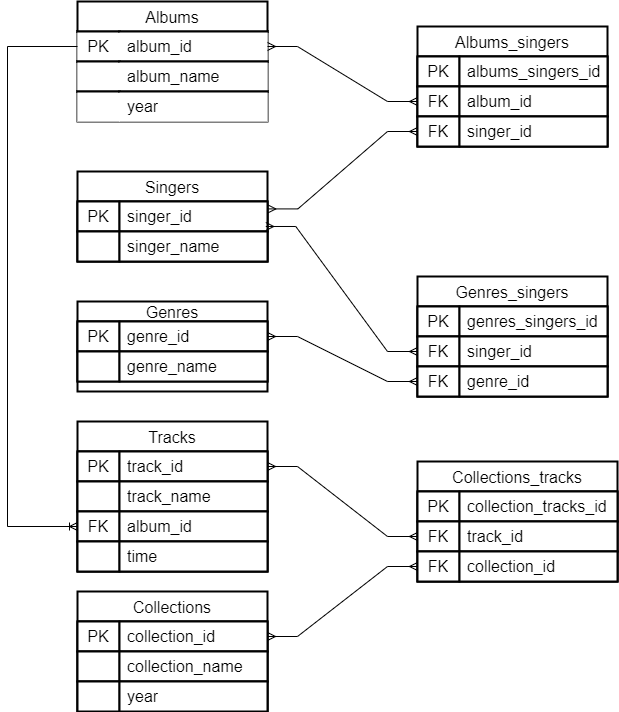 Albums
PK album_id
album_name
year
Albums_singers
PK albums_singers_id
FK album_id
FK singer_id
Singers
PK singer_id
singer_name
Genres_singers
PK genres_singers_id
FK singer_id
FK genre_id
Genres
PK genre_id
genre_name
Tracks
PK track_id
track_name
FK album_id
time
Collections_tracks
PK collection_tracks_id
FK track_id
FK collection_id
Collections
PK collection_id
collection_name
year